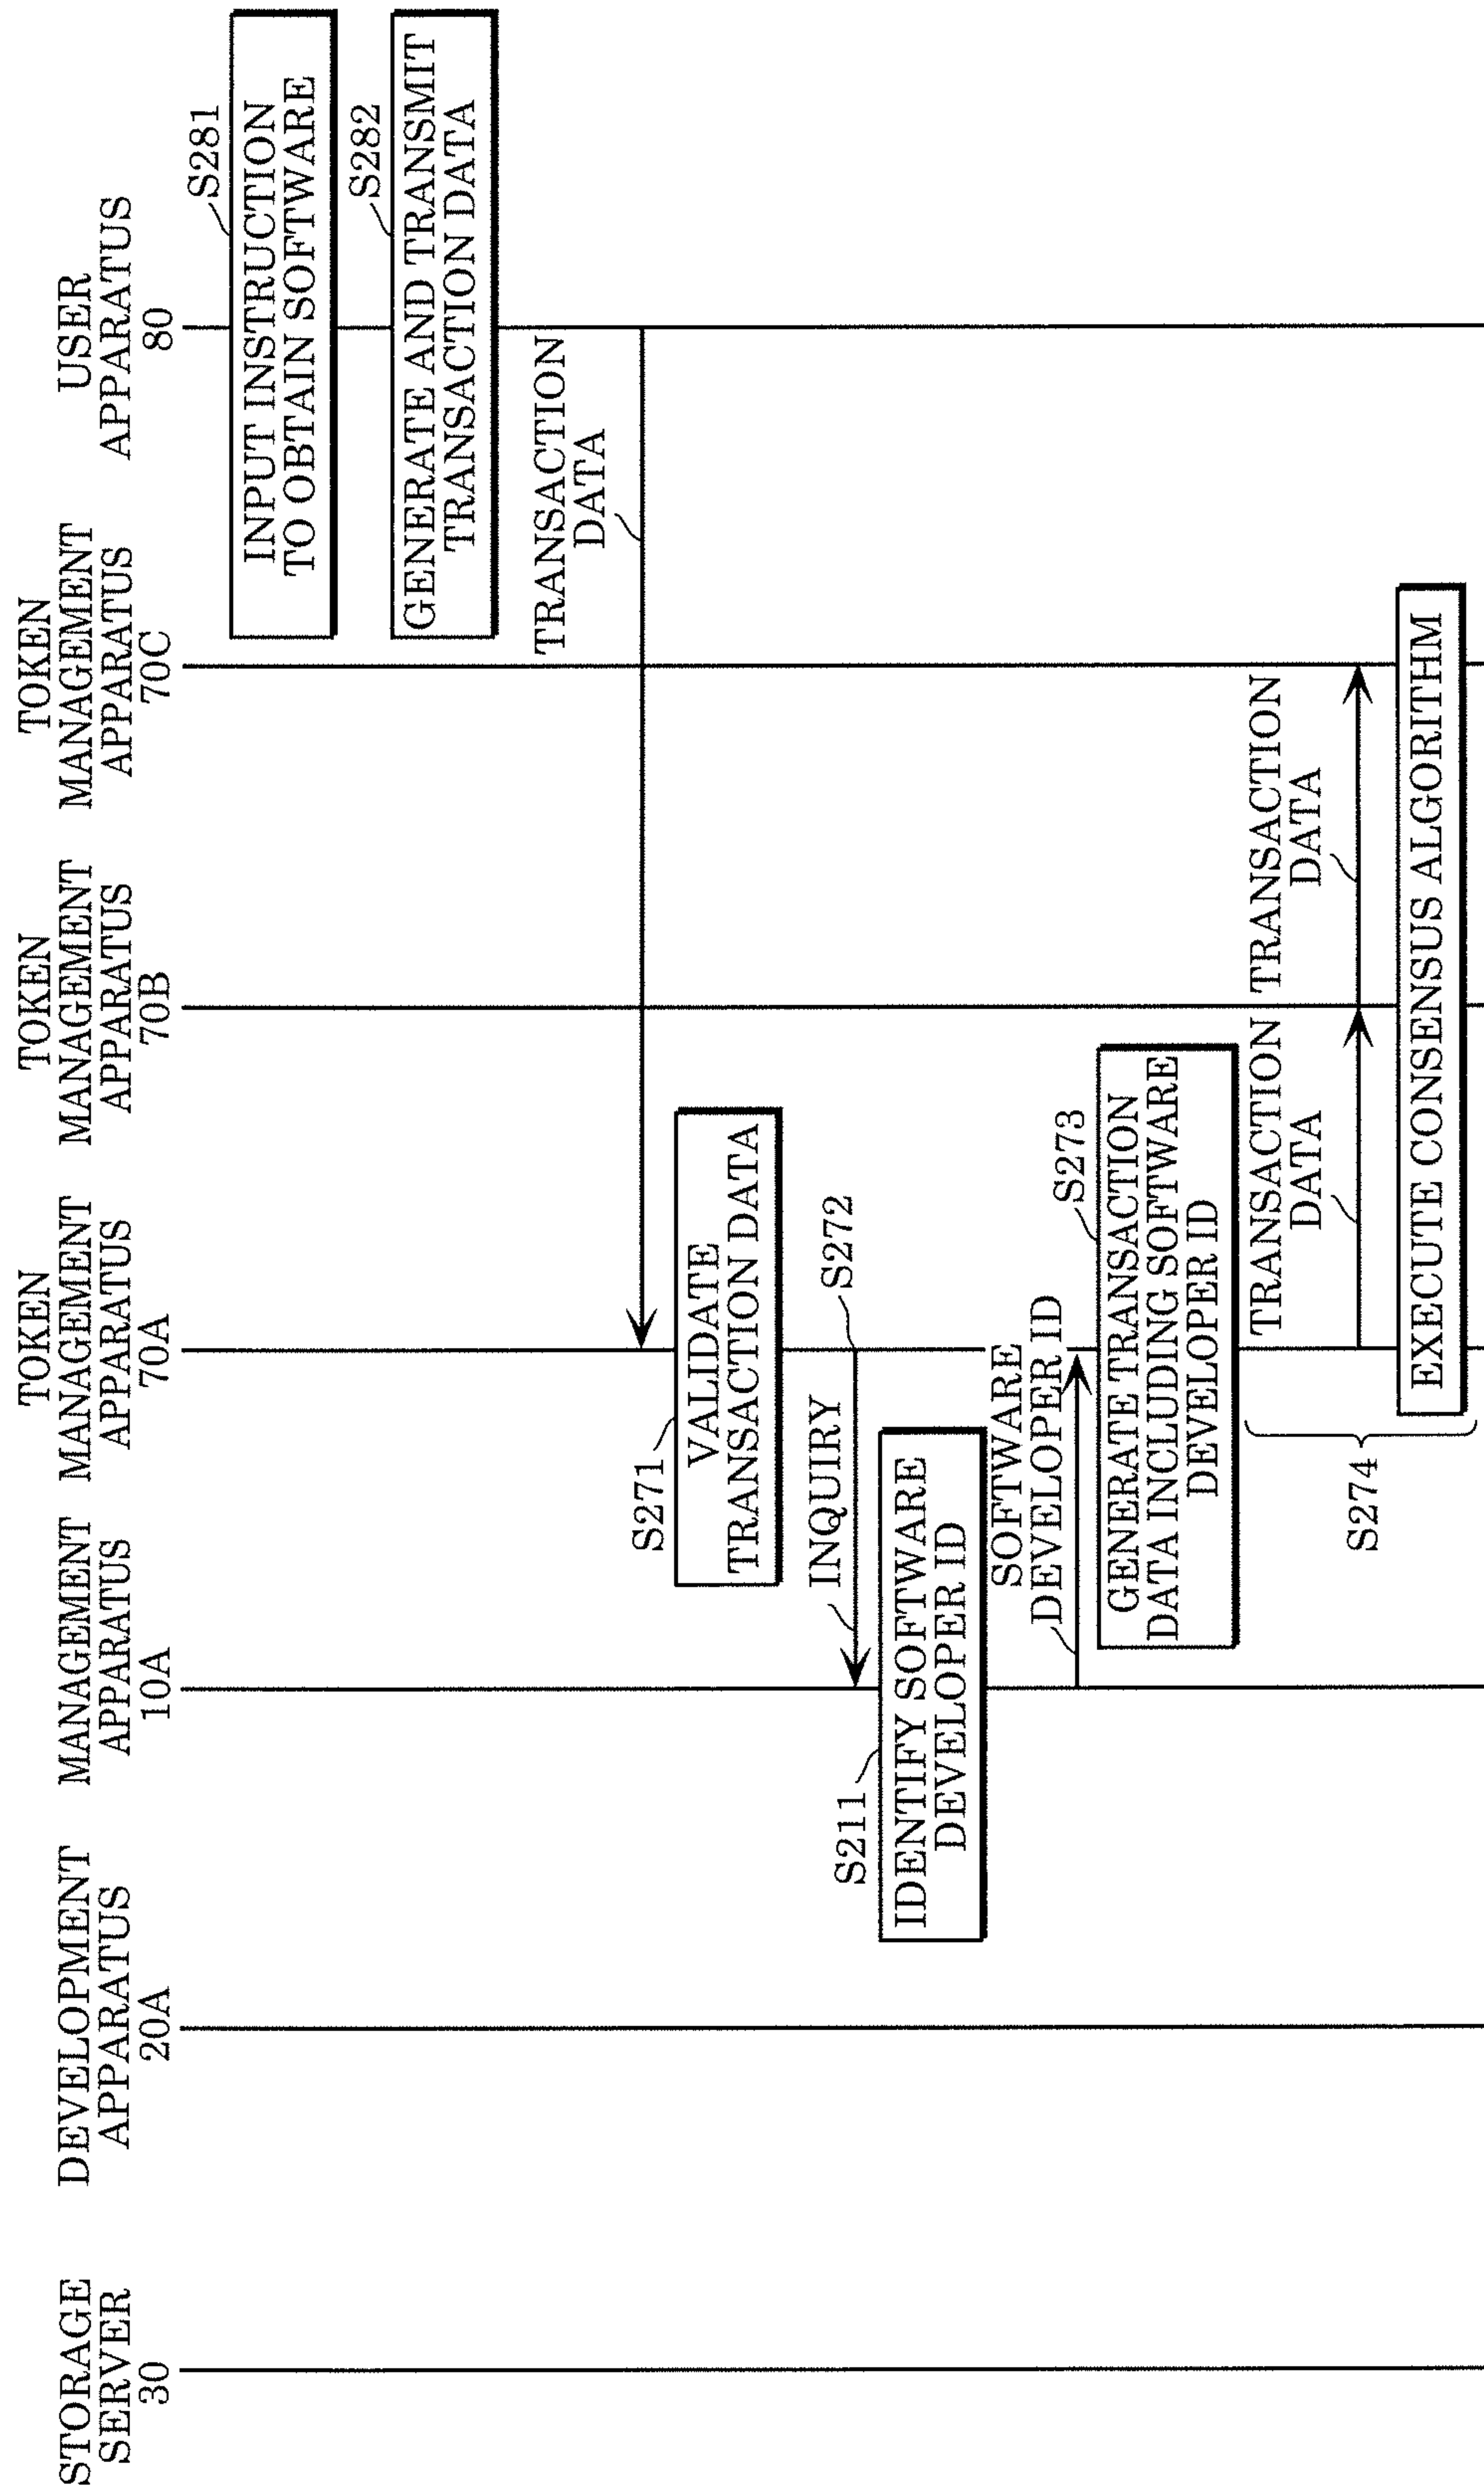 STORAGE
SERVER
30
DEVELOPMENT
APPARATUS
20A
MANAGEMENT
APPARATUS
10A
TOKEN
MANAGEMENT
APPARATUS
70A
TOKEN
MANAGEMENT
APPARATUS
70B
TOKEN
MANAGEMENT
APPARATUS
70C
USER
APPARATUS
80
S281
INPUT INSTRUCTION
TO OBTAIN SOFTWARE
S282
GENERATE AND TRANSMIT
TRANSACTION DATA
TRANSACTION
DATA
S271
VALIDATE
TRANSACTION DATA
INQUIRY
S272
S211
IDENTIFY SOFTWARE
DEVELOPER ID
SOFTWARE
DEVELOPER ID
S273
GENERATE TRANSACTION
DATA INCLUDING SOFTWARE
DEVELOPER ID
TRANSACTION
DATA
TRANSACTION
DATA
S274
EXECUTE CONSENSUS ALGORITHM